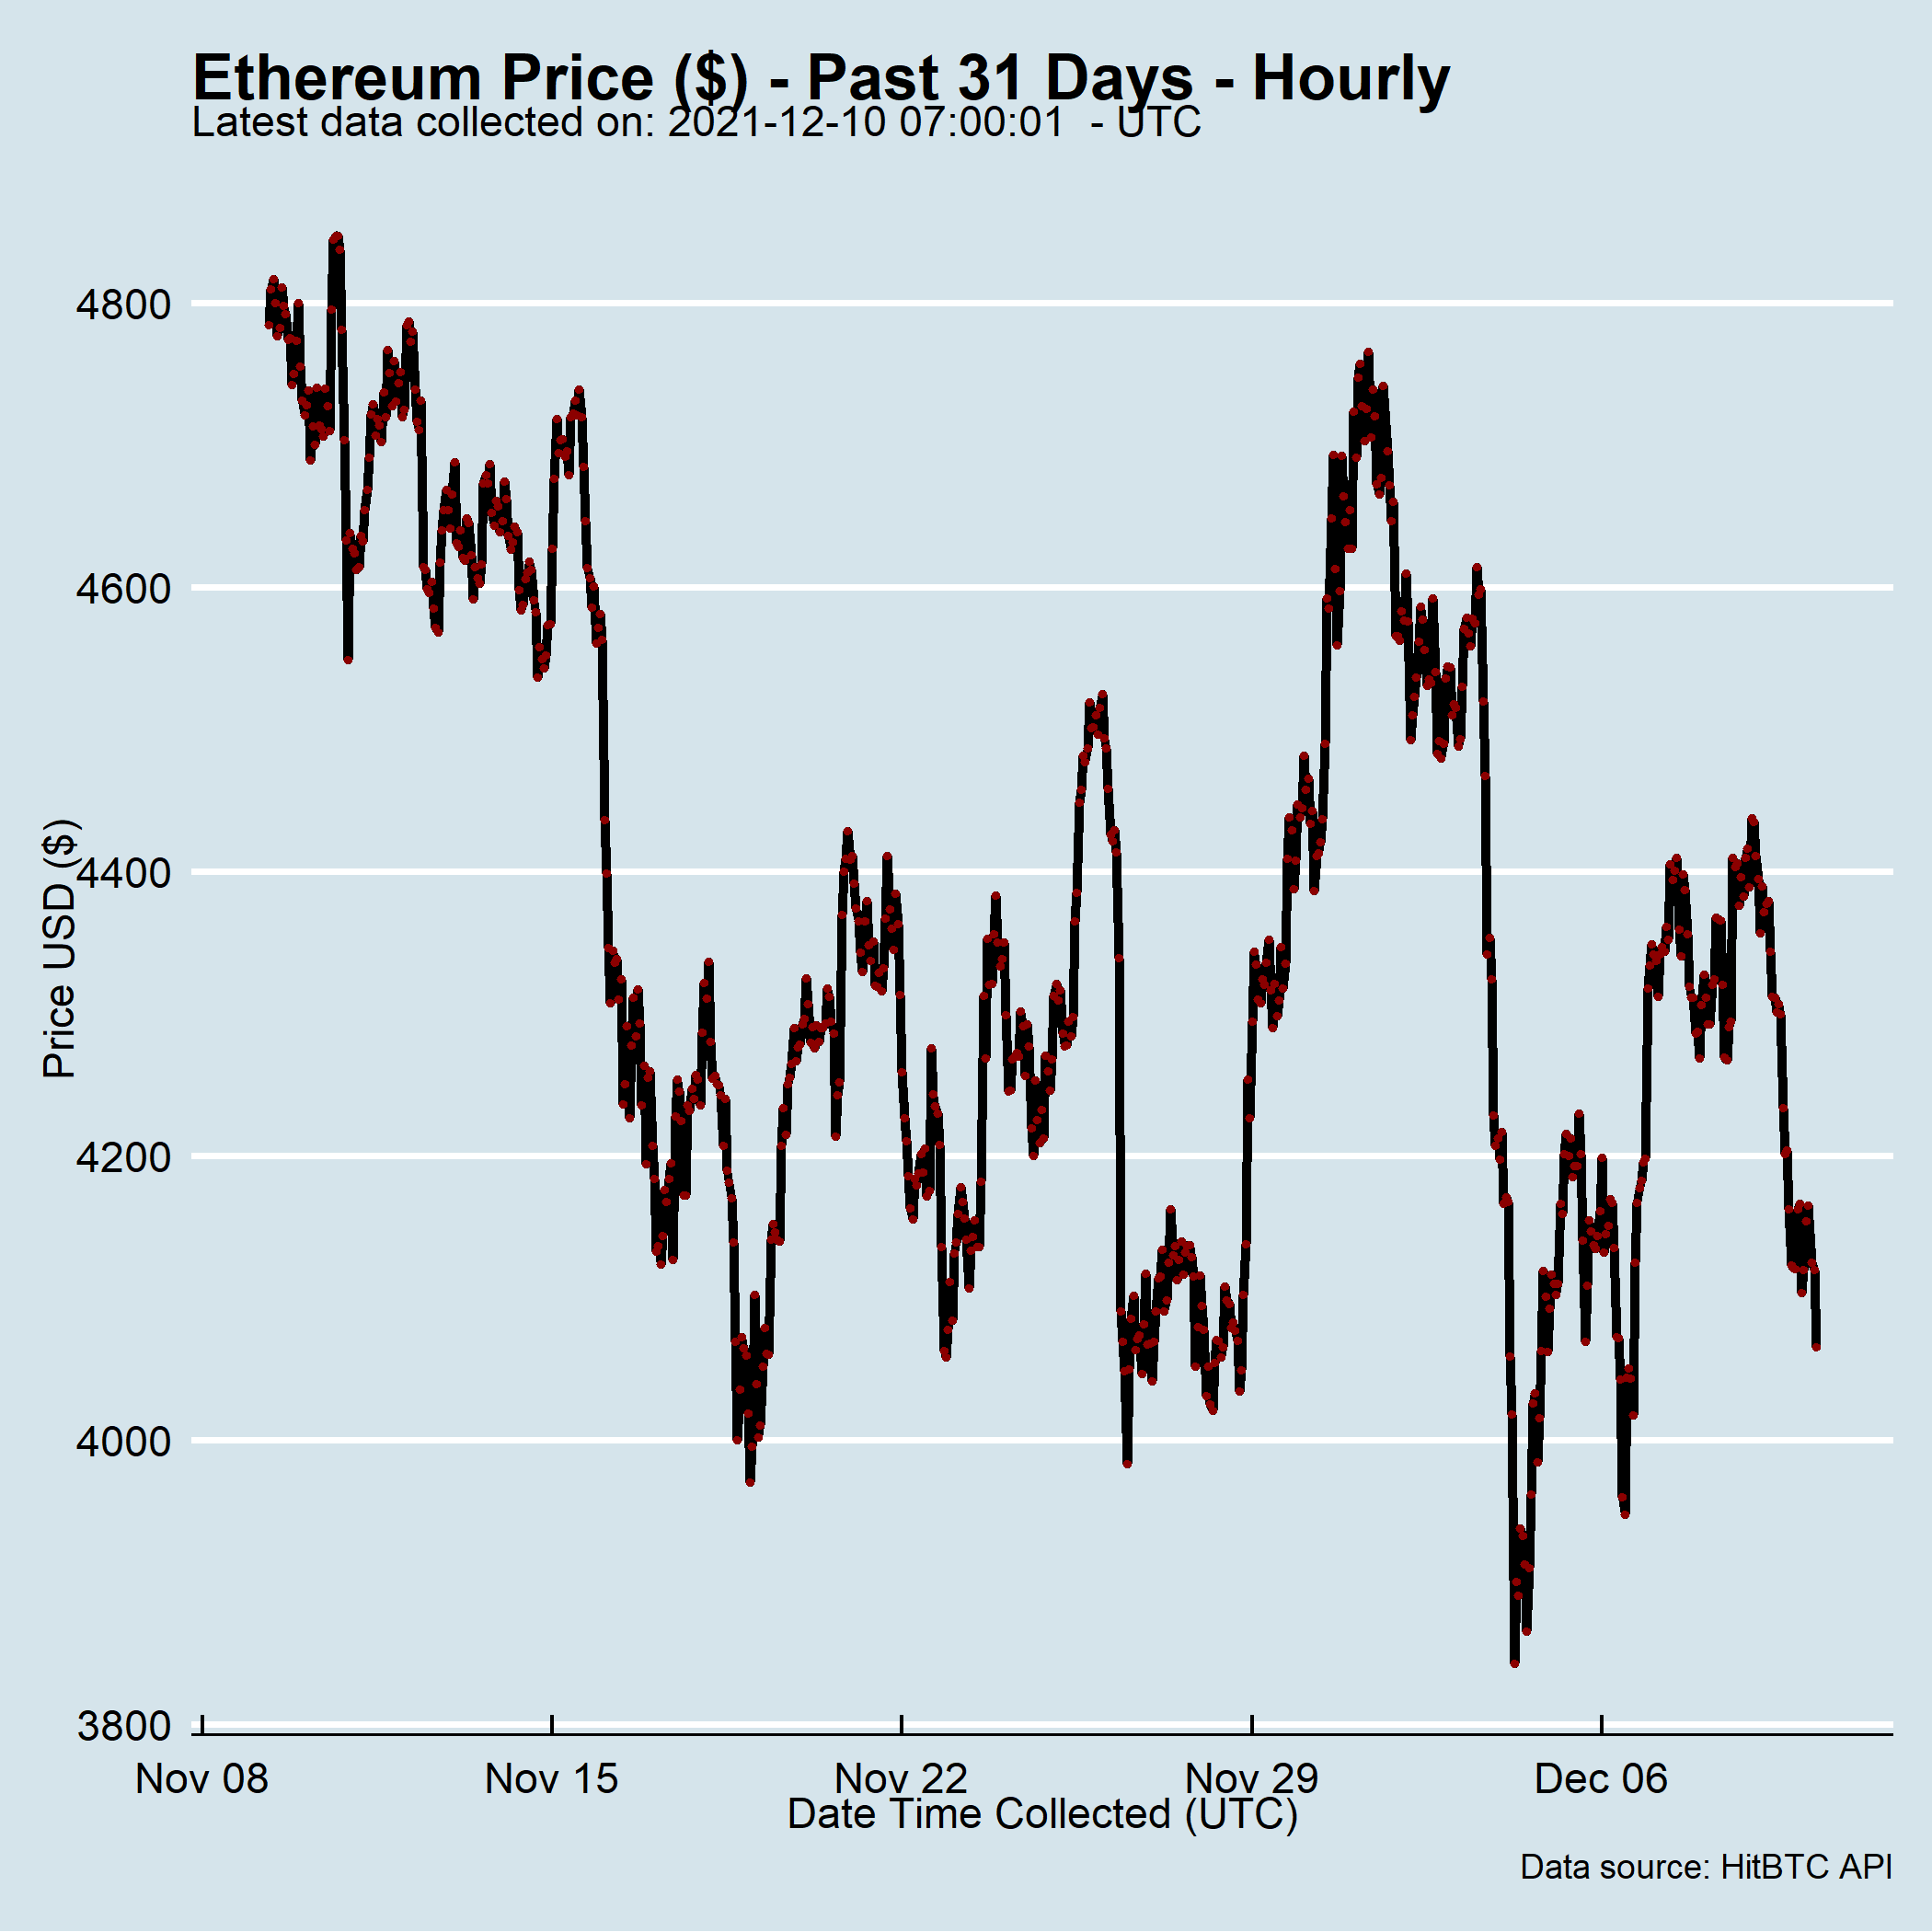 Ethereum Price ($) - Past 31 Days - Hourly
Latest data collected on: 2021-12-10 07:00:01  - UTC
Price USD ($)
4800
4600
4400
4200
4000
3800
Nov 08 Nov 15 Nov 22 Nov 29 Dec 06
Date Time Collected (UTC)
Data source: HitBTC API